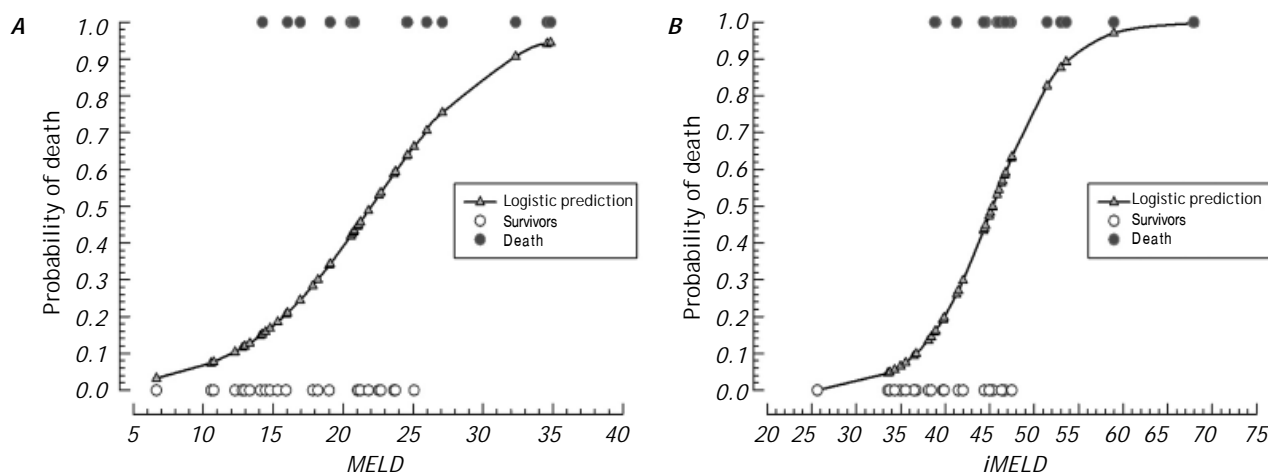 A
1.0
0.9
0.8
0.7
0.6
0.5
0.4
0.3
0.2
0.1
0.0
Probability of death
Logistic prediction
Survivors
Death
5 10 15 20 25 30 35 40
MELD
B
1.0
0.9
0.8
0.7
0.6
0.5
0.4
0.3
0.2
0.1
0.0
Probability of death
Logistic prediction
Survivors
Death
20 25 30 35 40 45 50 55 60 65 70 75
iMELD